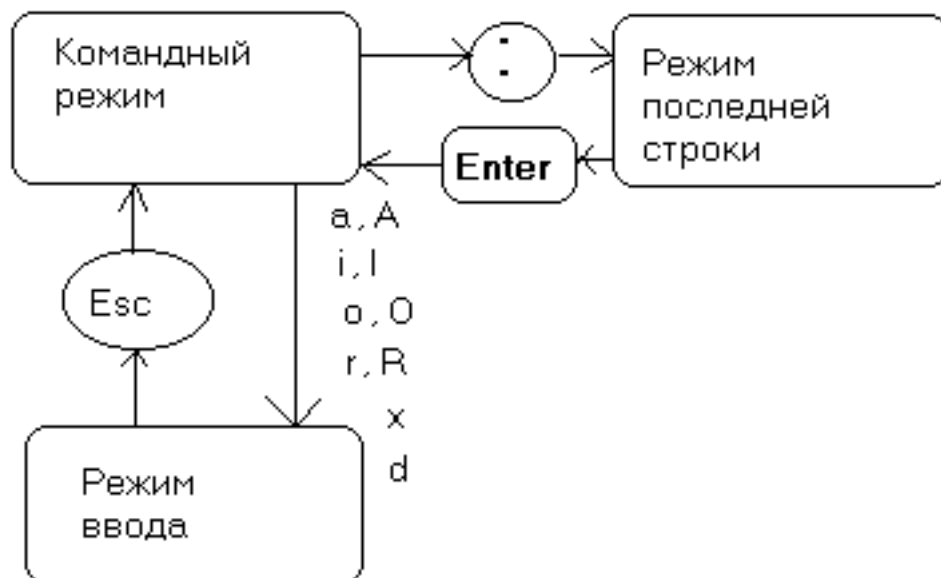 Командный
режим
:
Режим
последней
строки
Enter
a, A
i, I
o, O
r, R
x
d
Esc
Режим
ввода